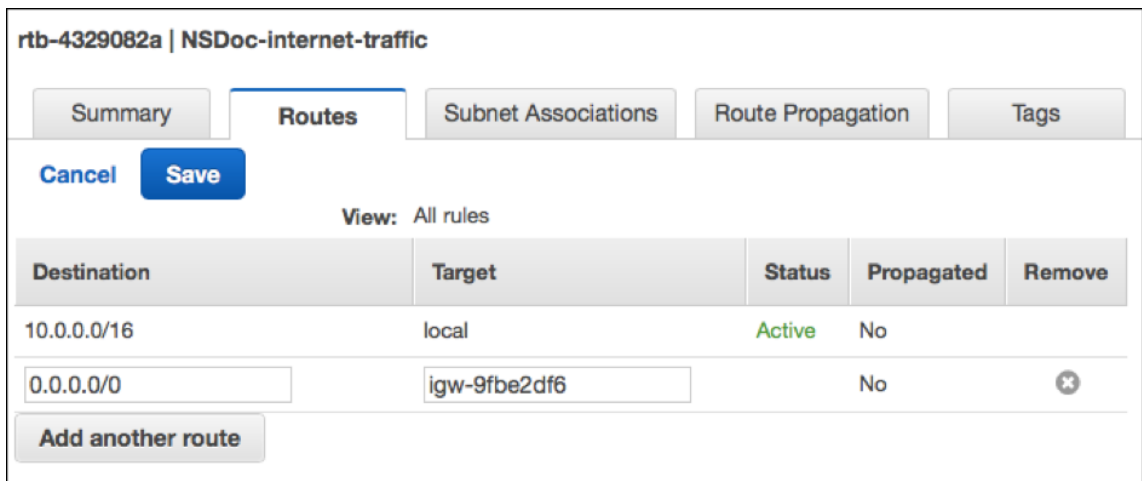 rtb-4329082a | NSDoc-internet-traffic
Summary Routes Subnet Associations Route Propagation Tags
Cancel Save
View: All rules
Destination Target Status Propagated Remove
10.0.0.0/16 local Active No
0.0.0.0/0 igw-9fbe2df6 No
Add another route